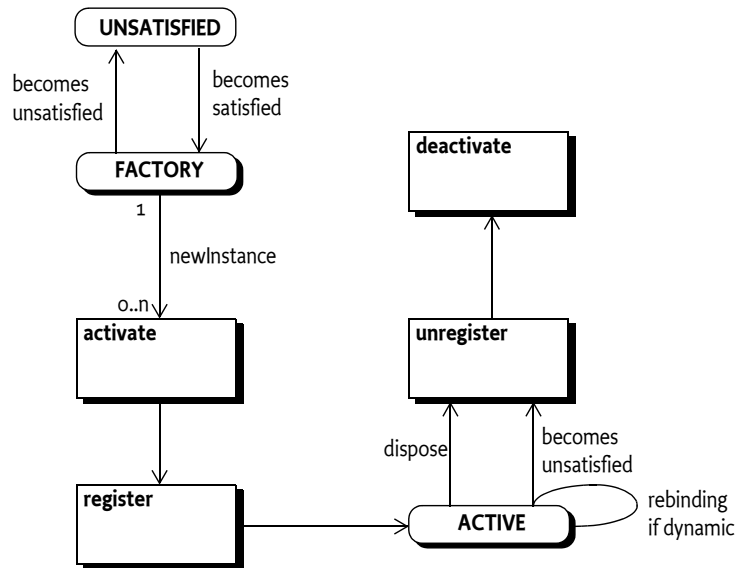 UNSATISFIED
becomes
unsatisfied
becomes
satisfied
FACTORY
1
newInstance
0..n
activate
register
deactivate
unregister
dispose
becomes
unsatisfied
ACTIVE
rebinding
if dynamic